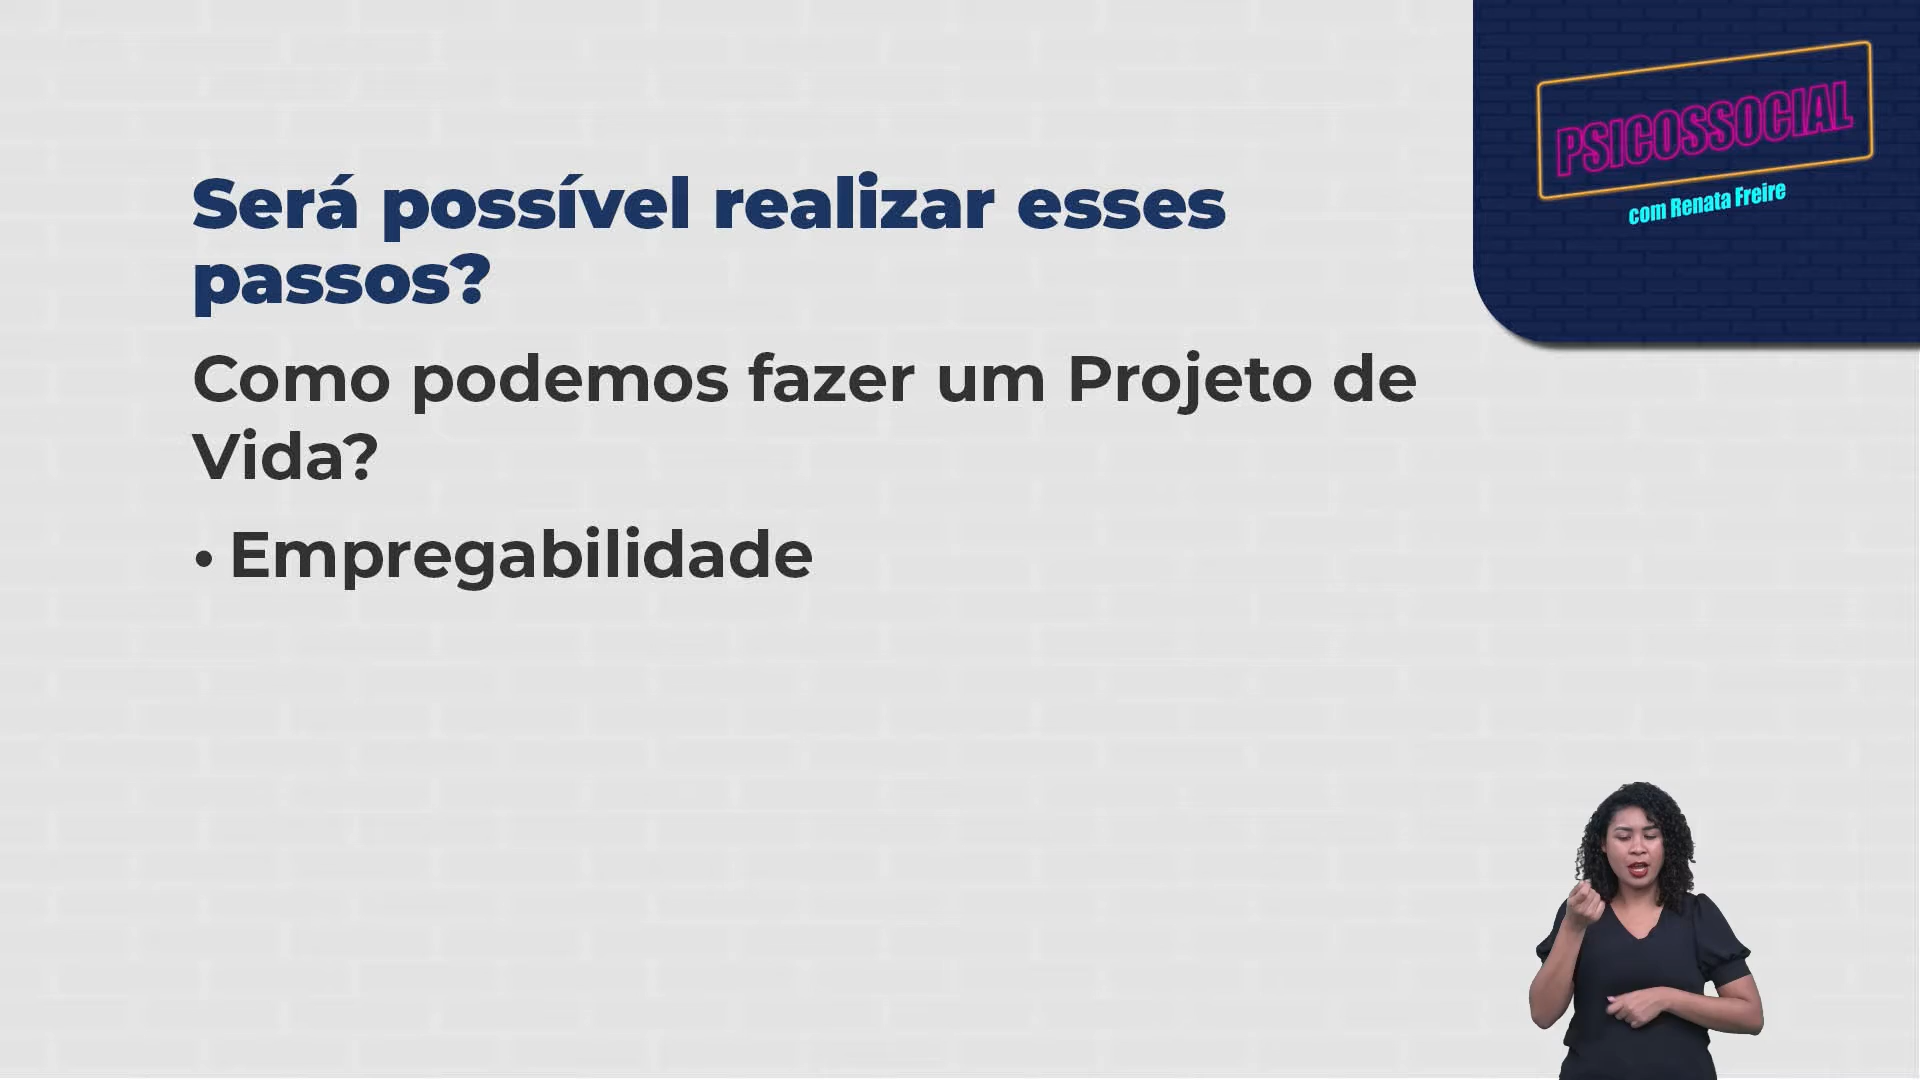 Será possível realizar esses
passos?
Como podemos fazer um Projeto de
Vida?
• Empregabilidade
PSICOSSOCIAL
com Renata Freire